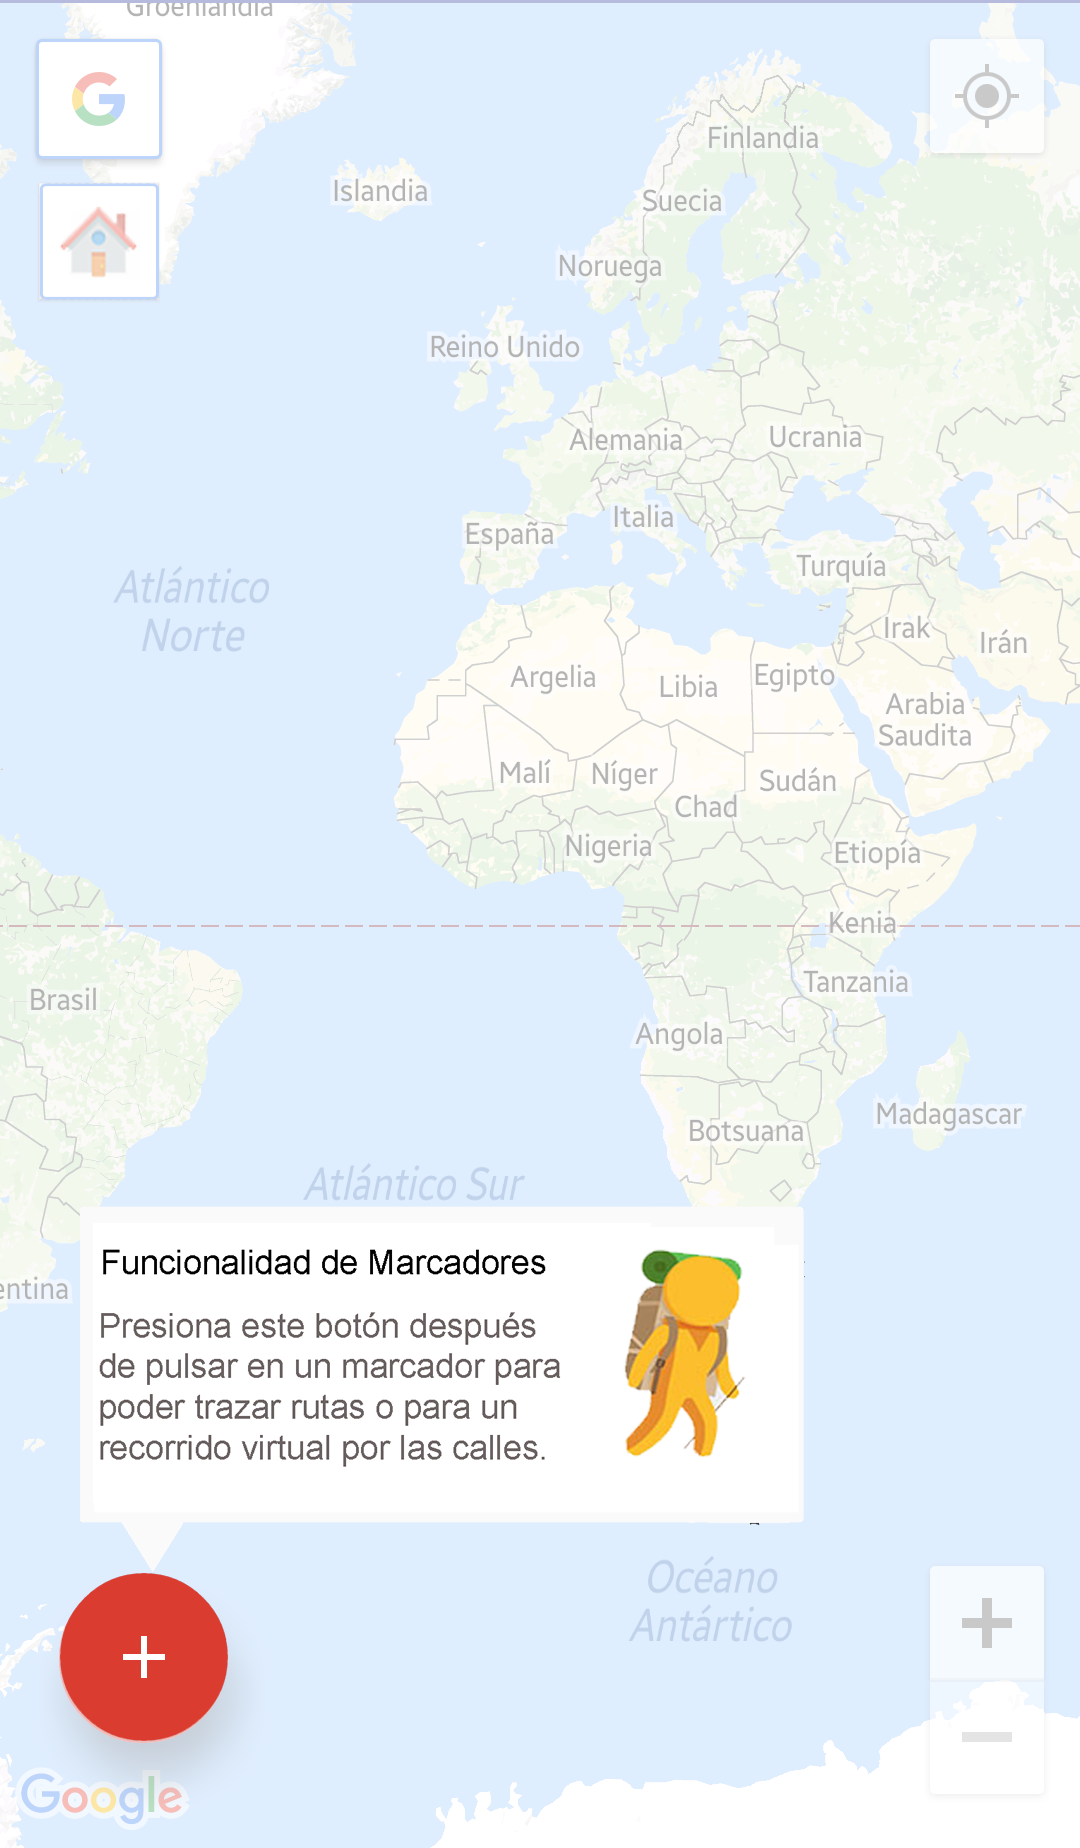 Groenlandia
G
Finlandia
Islandia
Suecia
Noruega
Reino Unido
Alemania
Ucrania
Italia
España
Turquía
Atlántico
Norte
Irak
Irán
Argelia
Libia
Egipto
Arabia
Saudita
Malí
Níger
Sudán
Chad
Nigeria
Etiopía
Kenia
Tanzania
Brasil
Angola
Madagascar
Botsuana
Atlántico Sur
Funcionalidad de Marcadores
Presiona este botón después
de pulsar en un marcador para
poder trazar rutas o para un
recorrido virtual por las calles.
entina
Océano
Antártico
Google